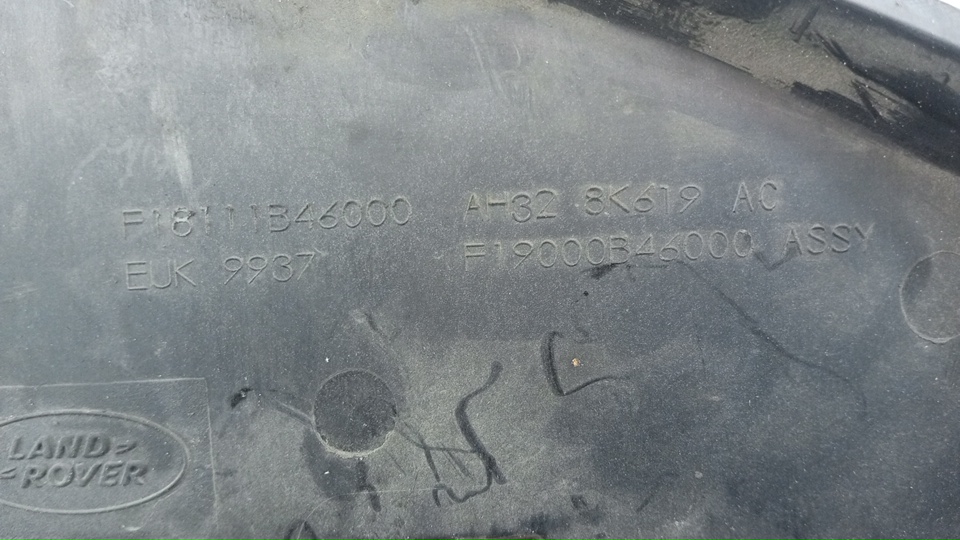 F18111B46000 AH32 8K619 AC
EJK 9937 F19000B46000 ASSY
LAND
ROVER